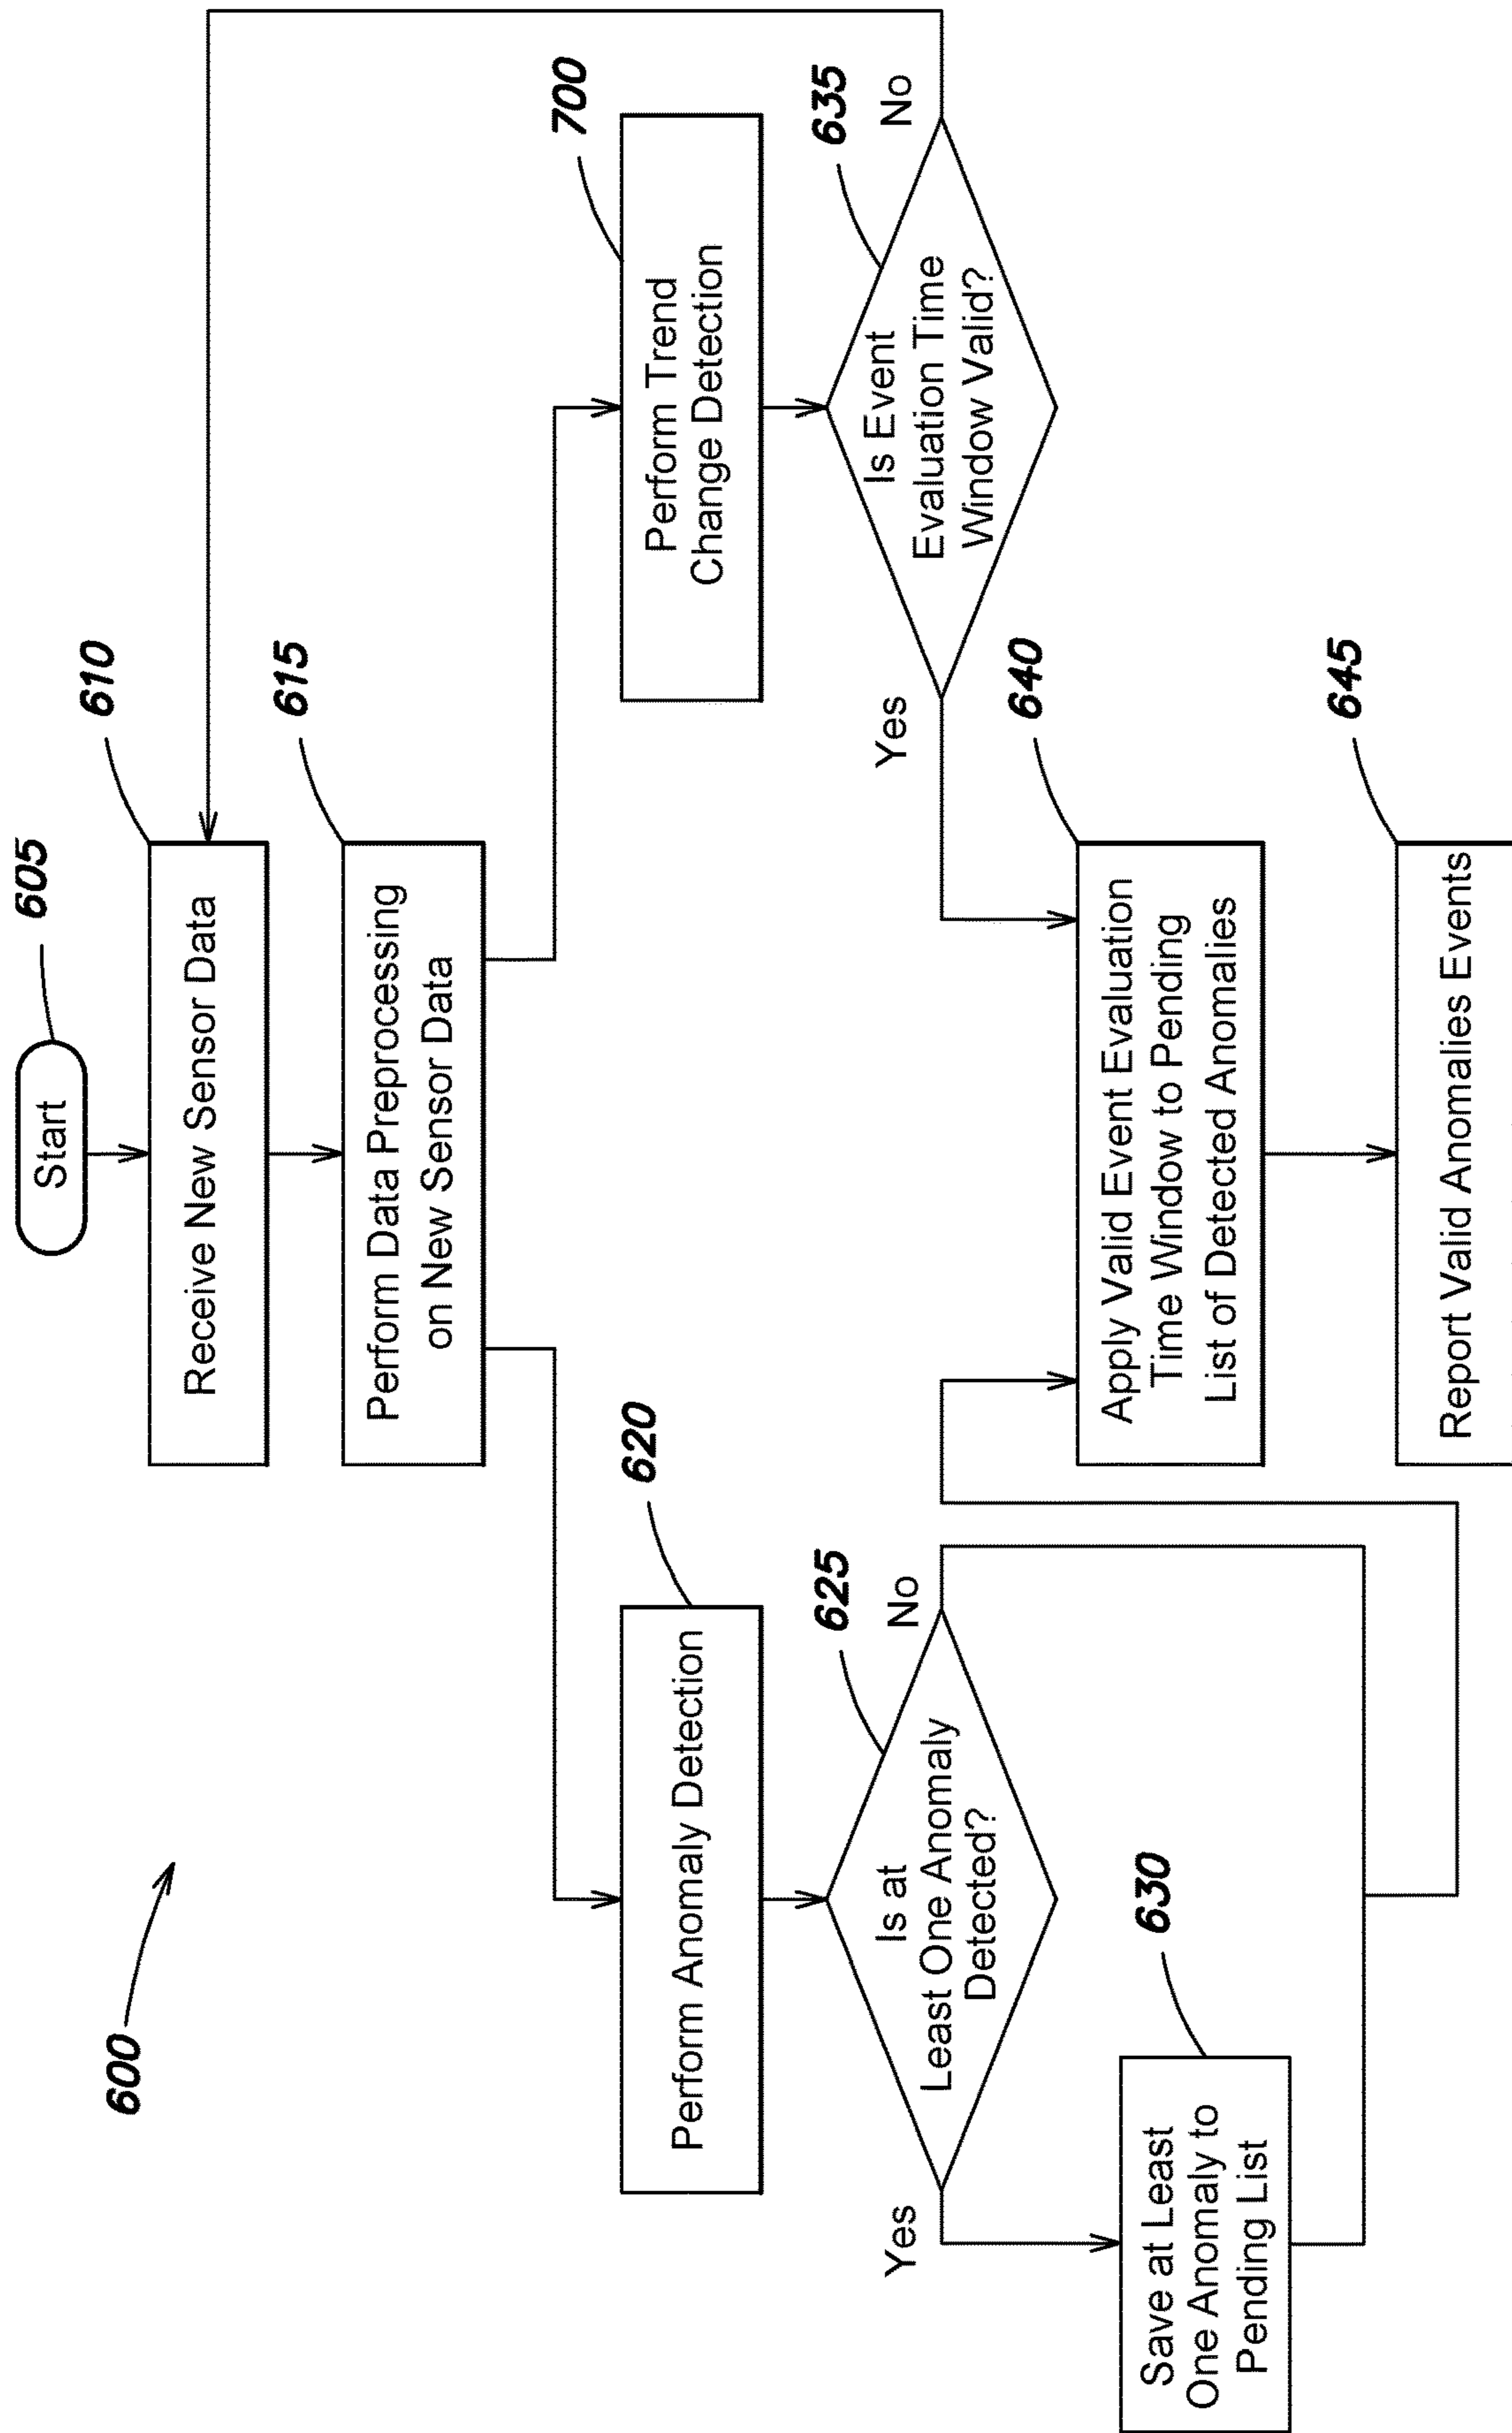 600
605
Start
610
Receive New Sensor Data
615
Perform Data Preprocessing
on New Sensor Data
620
Perform Anomaly Detection
700
Perform Trend
Change Detection
625
Is at
Least One Anomaly
Detected?
Yes
No
635
Is Event
Evaluation Time
Window Valid?
Yes
No
630
Save at Least
One Anomaly to
Pending List
640
Apply Valid Event Evaluation
Time Window to Pending
List of Detected Anomalies
645
Report Valid Anomalies Events